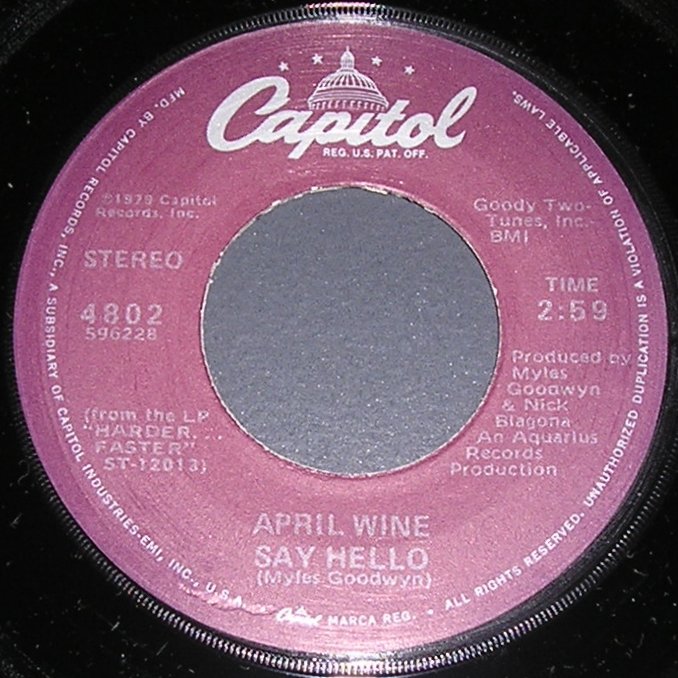 Capitol
REG. U.S. PAT. OFF.
℗1979 Capitol
Records, Inc.
STEREO
4802
S96228
(from the LP
"HARDER...
FASTER"
ST-12013)
Goody Two-
Tunes, Inc.-
BMI
TIME
2:59
Produced by
Myles
Goodwyn
& Nick
Blagona
An Aquarius
Records
Production
APRIL WINE
SAY HELLO
(Myles Goodwyn)
MFD. BY CAPITOL RECORDS, INC., A SUBSIDIARY OF CAPITOL INDUSTRIES-EMI, INC., U.S.A. Capitol MARCA REG. • ALL RIGHTS RESERVED. UNAUTHORIZED DUPLICATION IS A VIOLATION OF APPLICABLE LAWS.